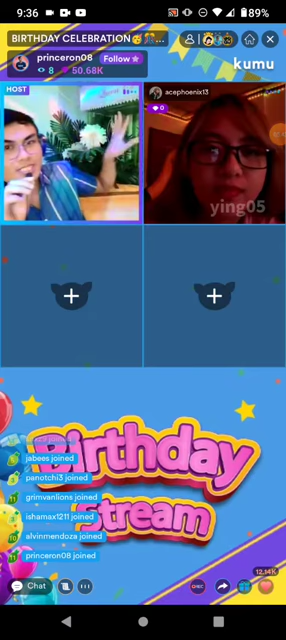 9:36
89%
BIRTHDAY CELEBRATION🥳🎊...
princeron08
8 50.68K
Follow
kumu
HOST
acephoenix13
0
ying05
Birthday
Stream
jabees joined
panotchi3 joined
grimvanlions joined
ishamax1211 joined
alvinmendoza joined
princeron08 joined
12.14K
Chat